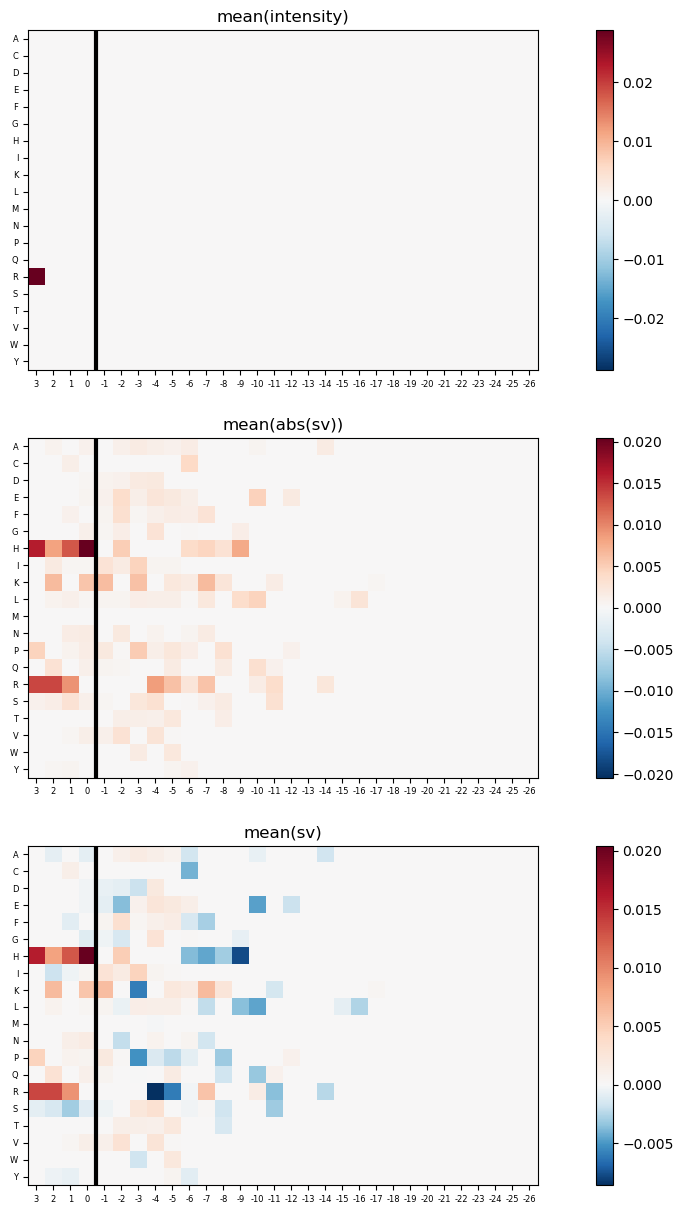 mean(intensity)
A
C
D
E
F
G
H
I
K
L
M
N
P
Q
R
S
T
V
W
Y
3 2 1 0 -1 -2 -3 -4 -5 -6 -7 -8 -9 -10 -11 -12 -13 -14 -15 -16 -17 -18 -19 -20 -21 -22 -23 -24 -25 -26
0.02
0.01
0.00
−0.01
−0.02
mean(abs(sv))
A
C
D
E
F
G
H
I
K
L
M
N
P
Q
R
S
T
V
W
Y
3 2 1 0 -1 -2 -3 -4 -5 -6 -7 -8 -9 -10 -11 -12 -13 -14 -15 -16 -17 -18 -19 -20 -21 -22 -23 -24 -25 -26
0.020
0.015
0.010
0.005
0.000
−0.005
−0.010
−0.015
−0.020
mean(sv)
A
C
D
E
F
G
H
I
K
L
M
N
P
Q
R
S
T
V
W
Y
3 2 1 0 -1 -2 -3 -4 -5 -6 -7 -8 -9 -10 -11 -12 -13 -14 -15 -16 -17 -18 -19 -20 -21 -22 -23 -24 -25 -26
0.020
0.015
0.010
0.005
0.000
−0.005